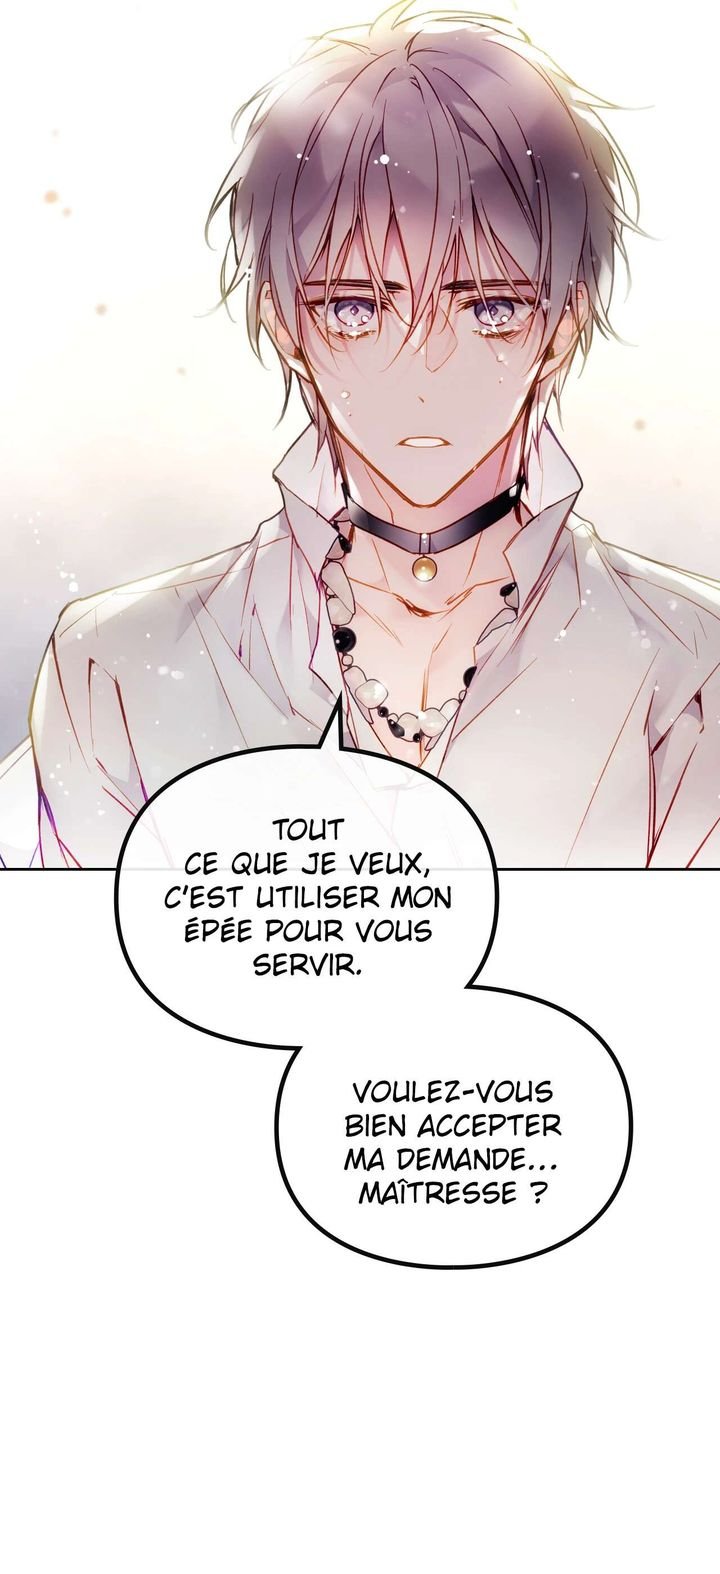 TOUT
CE QUE JE VEUX,
C'EST UTILISER MON
ÉPÉE POUR VOUS
SERVIR.
VOULEZ-VOUS
BIEN ACCEPTER
MA DEMANDE...
MAÎTRESSE ?